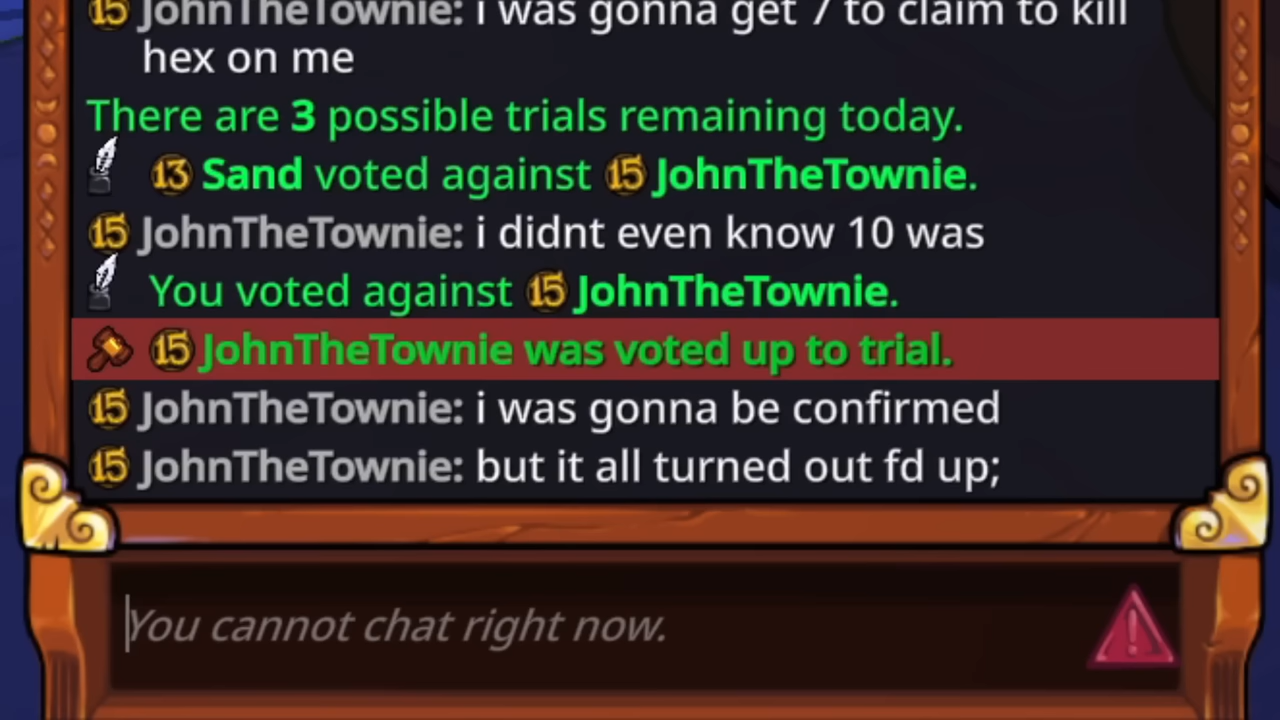 15 JohnTheTownie: i was gonna get 7 to claim to kill
hex on me
There are 3 possible trials remaining today.
13 Sand voted against 15 JohnTheTownie.
15 JohnTheTownie: i didnt even know 10 was
You voted against 15 JohnTheTownie.
15 JohnTheTownie was voted up to trial.
15 JohnTheTownie: i was gonna be confirmed
15 JohnTheTownie: but it all turned out fd up;
You cannot chat right now.